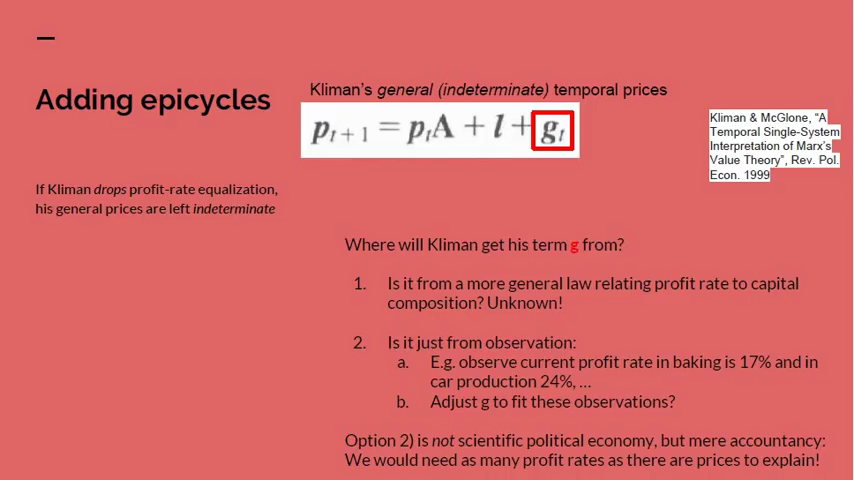 Adding epicycles
Kliman's general (indeterminate) temporal prices
pt+1 = ptA + l + gt
Kliman & McGlone, “A
Temporal Single-System
Interpretation of Marx's
Value Theory”, Rev. Pol.
Econ. 1999
If Kliman drops profit-rate equalization,
his general prices are left indeterminate
Where will Kliman get his term g from?
1. Is it from a more general law relating profit rate to capital
composition? Unknown!
2. Is it just from observation:
a. E.g. observe current profit rate in baking is 17% and in
car production 24%, ...
b. Adjust g to fit these observations?
Option 2) is not scientific political economy, but mere accountancy:
We would need as many profit rates as there are prices to explain!